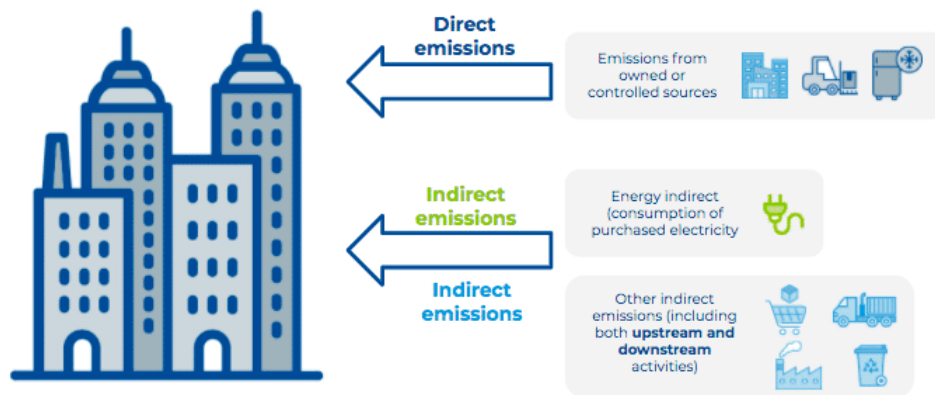 Direct
emissions
Emissions from
owned or
controlled sources
Indirect
emissions
Energy indirect
(consumption of
purchased electricity
Indirect
emissions
Other indirect
emissions (including
both upstream and
downstream
activities)